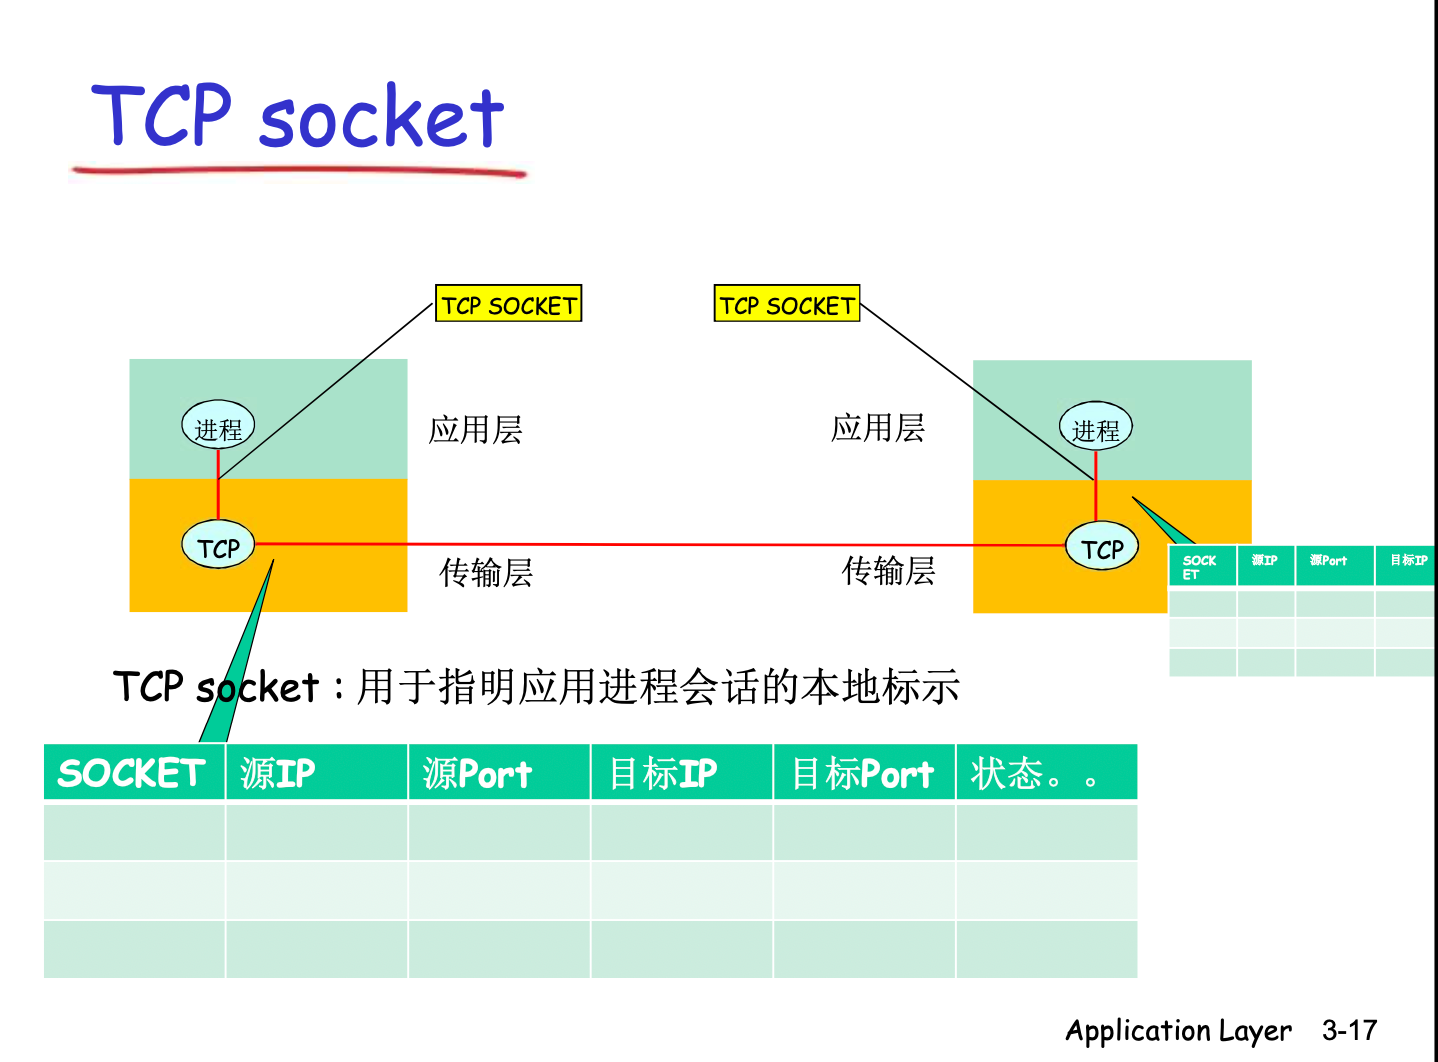 TCP socket
TCP SOCKET
TCP SOCKET
进程
应用层
应用层
进程
TCP
传输层
传输层
TCP
SOCK
ET
源IP
源Port
目标IP
TCP socket：用于指明应用进程会话的本地标示
SOCKET 源IP 源Port 目标IP 目标Port 状态。。
Application Layer 3-17